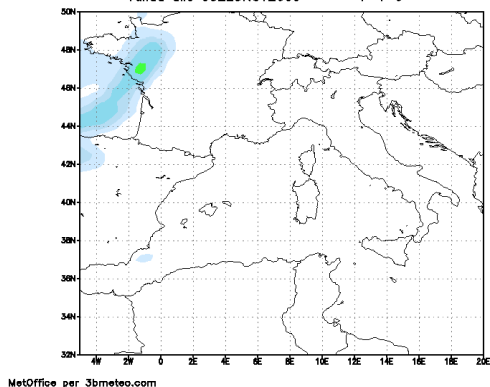 50N
48N
46N
44N
42N
40N
38N
36N
34N
32N
4W 2W 0 2E 4E 6E 8E 10E 12E 14E 16E 18E 20E
MetOffice per 3bmeteo.com